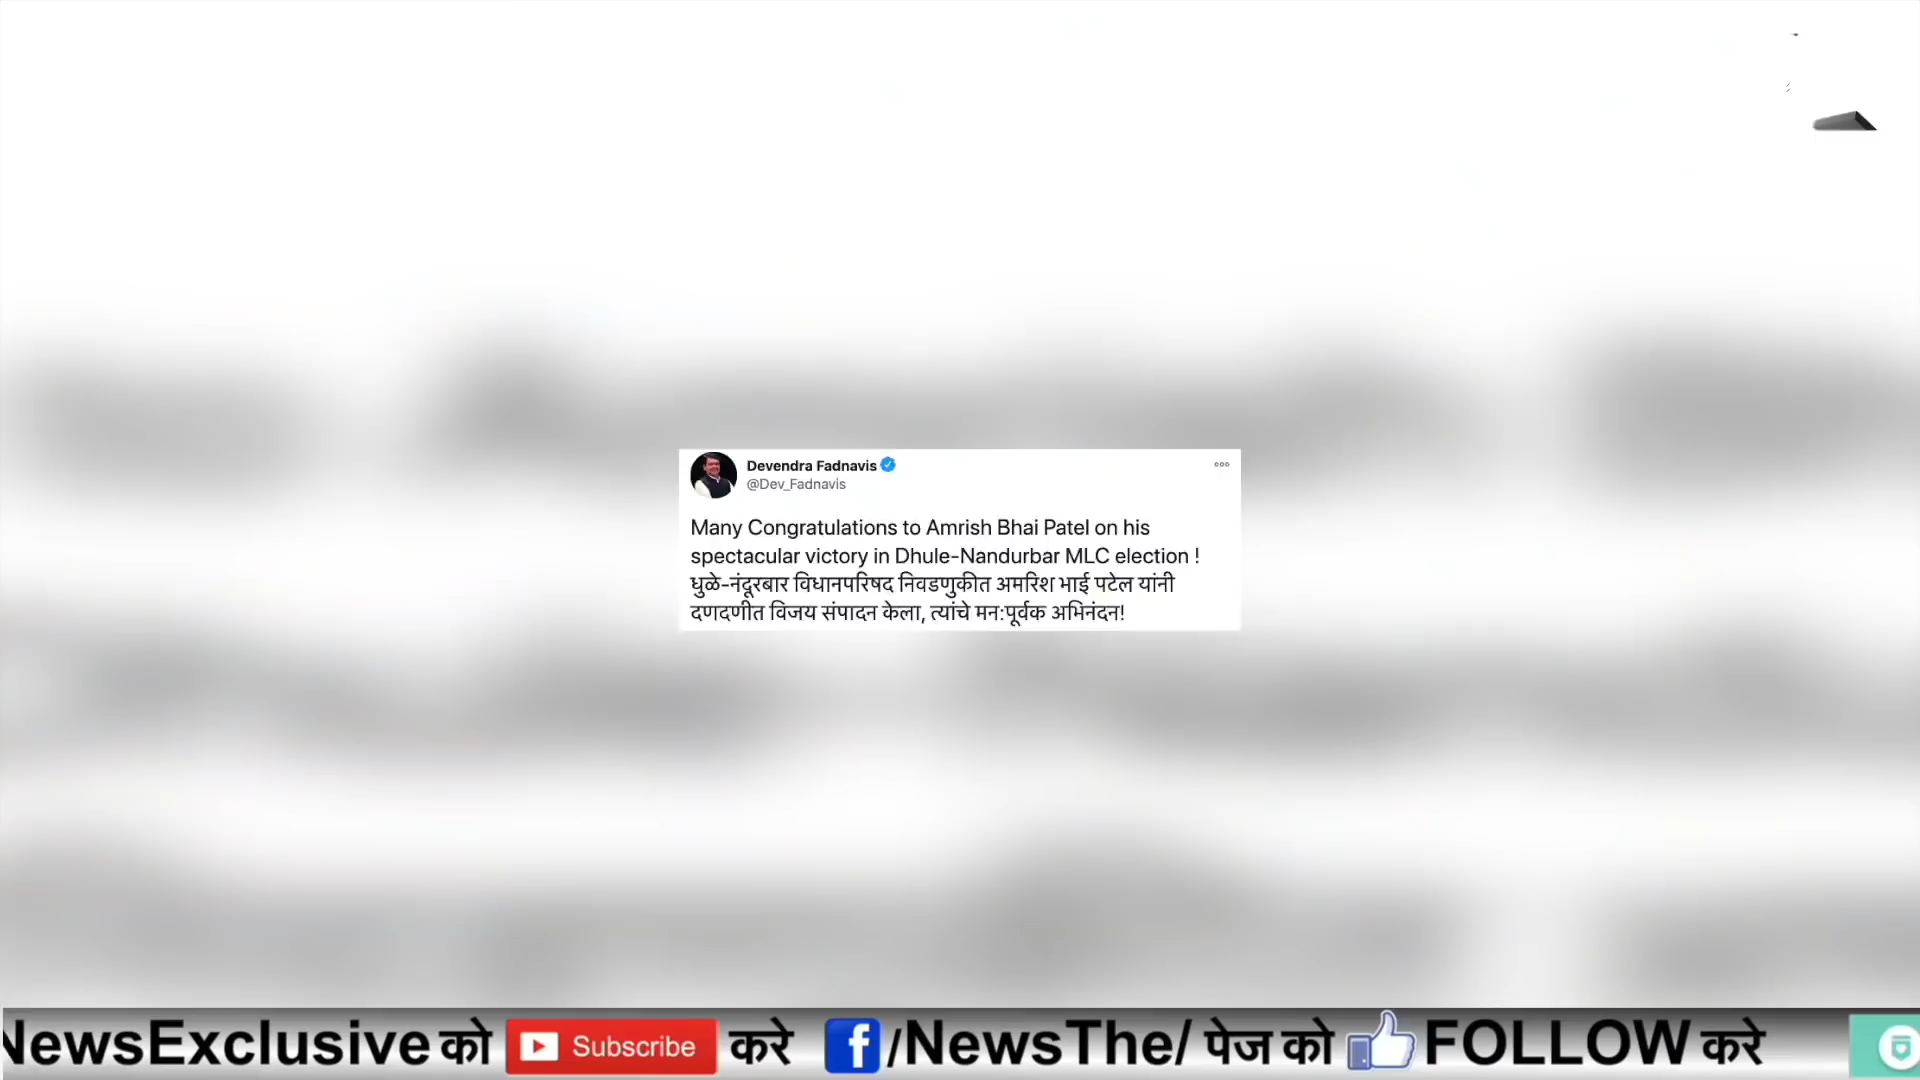 Devendra Fadnavis
@Dev_Fadnavis
Many Congratulations to Amrish Bhai Patel on his
spectacular victory in Dhule-Nandurbar MLC election !
धुळे-नंदूरबार विधानपरिषद निवडणुकीत अमरिश भाई पटेल यांनी
दणदणीत विजय संपादन केला, त्यांचे मन:पूर्वक अभिनंदन!
NewsExclusive को Subscribe करे f/NewsThe/ पेज को FOLLOW करे